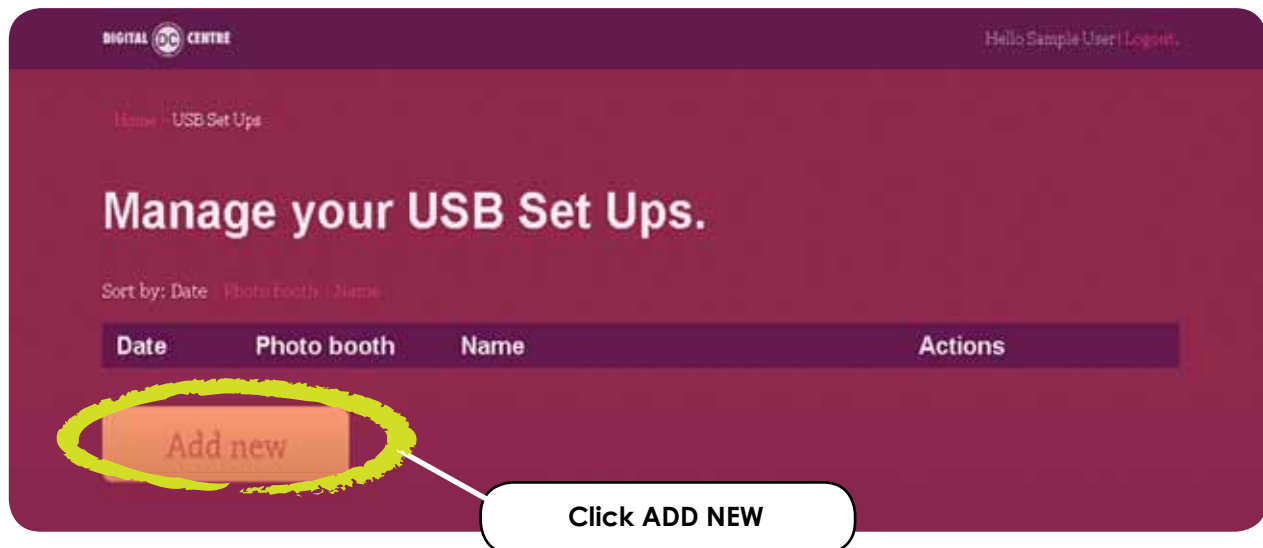 DIGITAL DC CENTRE
Hello Sample User | Logout.
Home > USB Set Ups
Manage your USB Set Ups.
Sort by: Date | Photo booth | Name
Date Photo booth Name Actions
Add new
Click ADD NEW